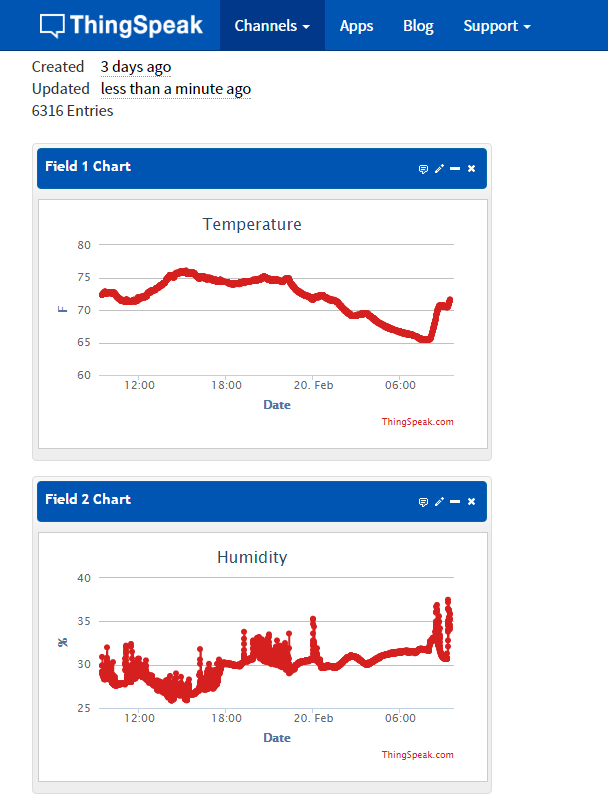 ThingSpeak Channels Apps Blog Support
Created 3 days ago
Updated less than a minute ago
6316 Entries
Field 1 Chart
Temperature
80
75
70
65
60
F
12:00 18:00 20. Feb 06:00
Date
ThingSpeak.com
Field 2 Chart
Humidity
40
35
30
25
%
12:00 18:00 20. Feb 06:00
Date
ThingSpeak.com